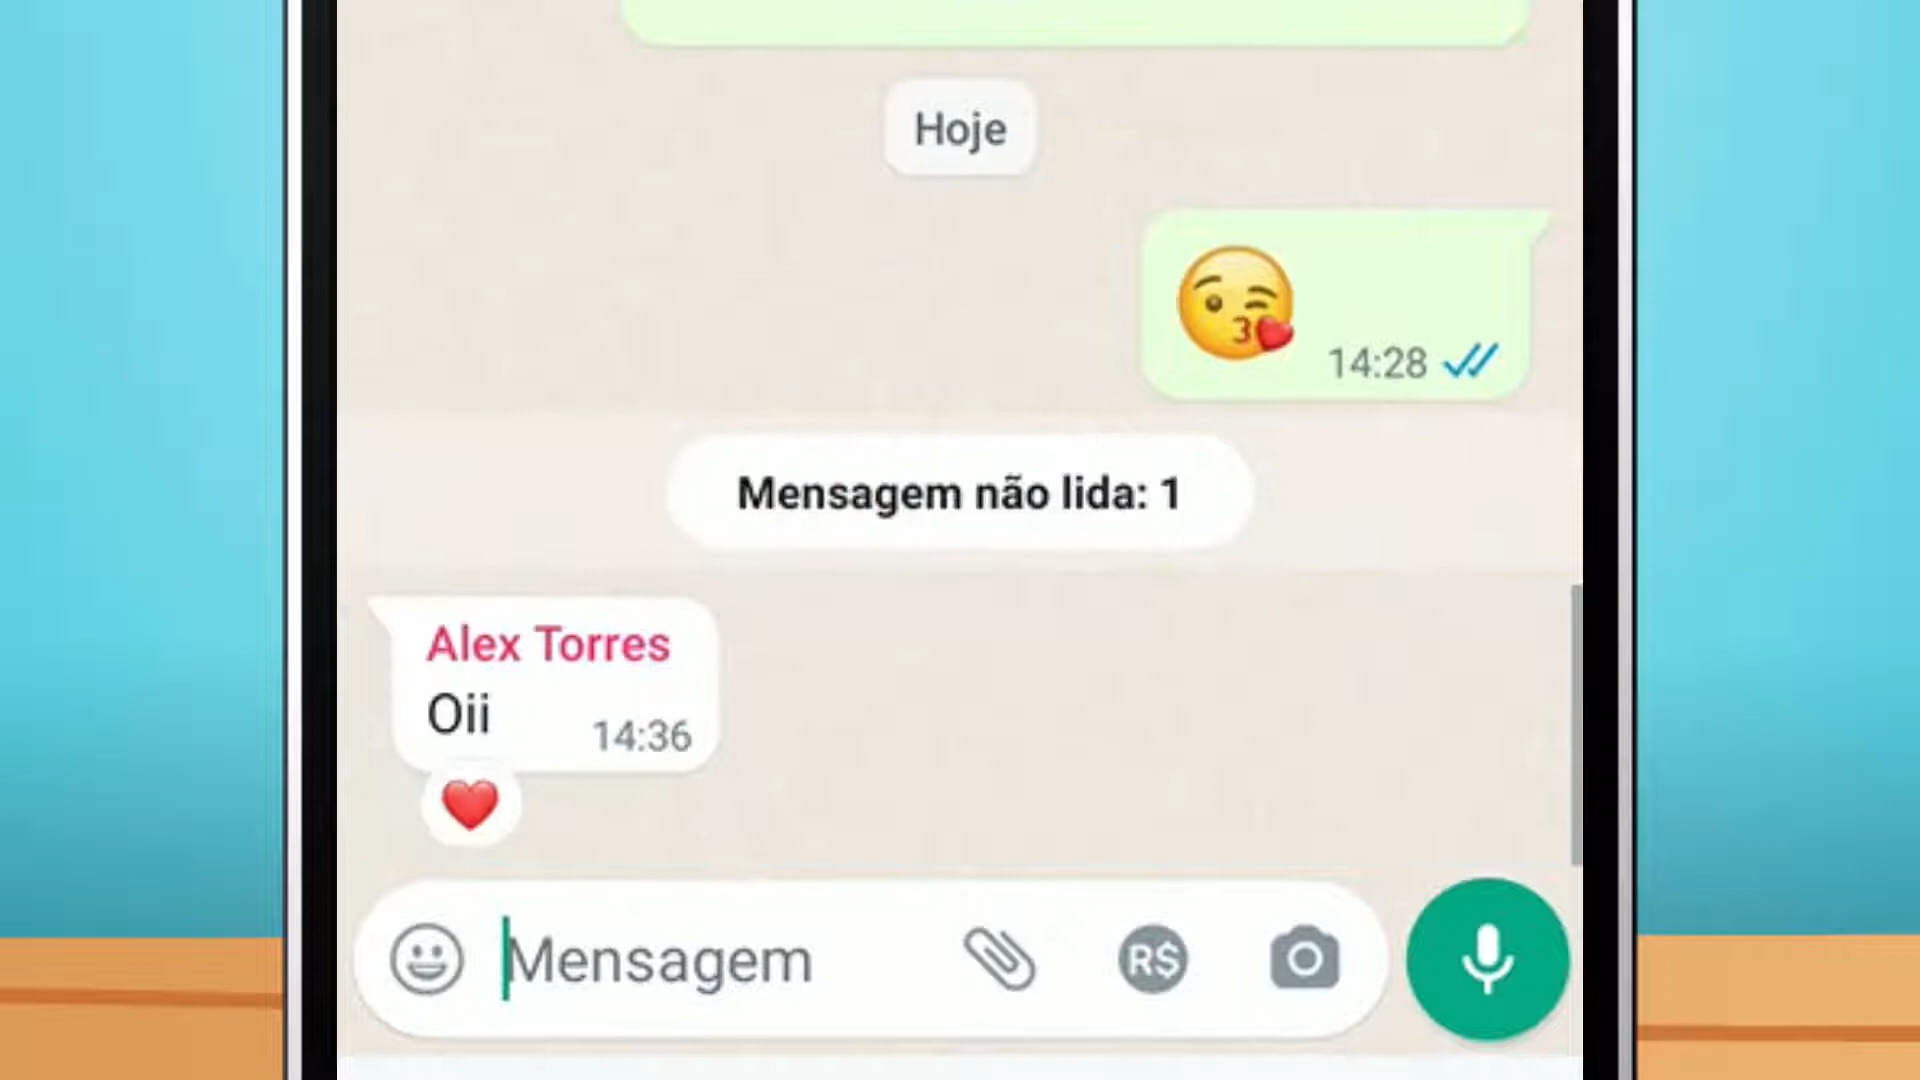 Hoje
14:28
Mensagem não lida: 1
Alex Torres
Oii
14:36
Mensagem
R$